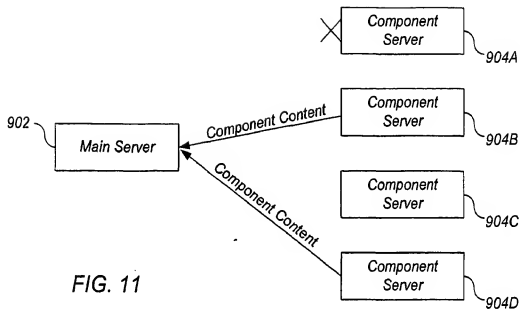 Component
Server
904A
902
Main Server
Component Content
Component
Server
904B
Component Content
Component
Server
904C
Component
Server
904D
FIG. 11